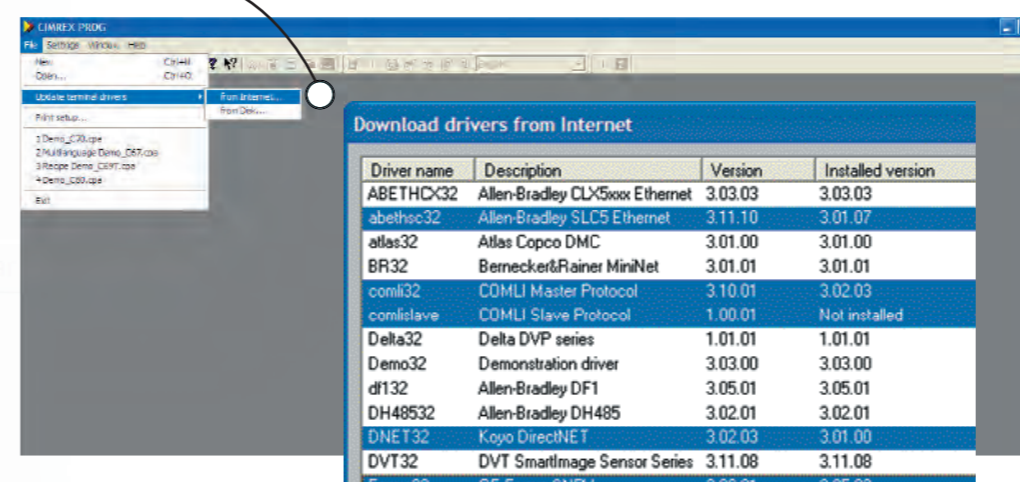 CIMREX PROG
File Settings Window Help
New Ctrl+N
Open... Ctrl+O
Update terminal drivers From Internet...
From Disk...
Print setup...
1 Demo_C70.cpa
2 Multilanguage Demo_C67.cpa
3 Recipe Demo_CE97.cpa
4 Demo_C60.cpa
Exit
Download drivers from Internet
Driver name Description Version Installed version
ABETHCX32 Allen-Bradley CLX5xxx Ethernet 3.03.03 3.03.03
abethsc32 Allen-Bradley SLC5 Ethernet 3.11.10 3.01.07
atlas32 Atlas Copco DMC 3.01.00 3.01.00
BR32 Bernecker&Rainer MiniNet 3.01.01 3.01.01
comli32 COMLI Master Protocol 3.10.01 3.02.03
comlislave COMLI Slave Protocol 1.00.01 Not installed
Delta32 Delta DVP series 1.01.01 1.01.01
Demo32 Demonstration driver 3.03.00 3.03.00
df132 Allen-Bradley DF1 3.05.01 3.05.01
DH48532 Allen-Bradley DH485 3.02.01 3.02.01
DNET32 Koyo DirectNET 3.02.03 3.01.00
DVT32 DVT SmartImage Sensor Series 3.11.08 3.11.08